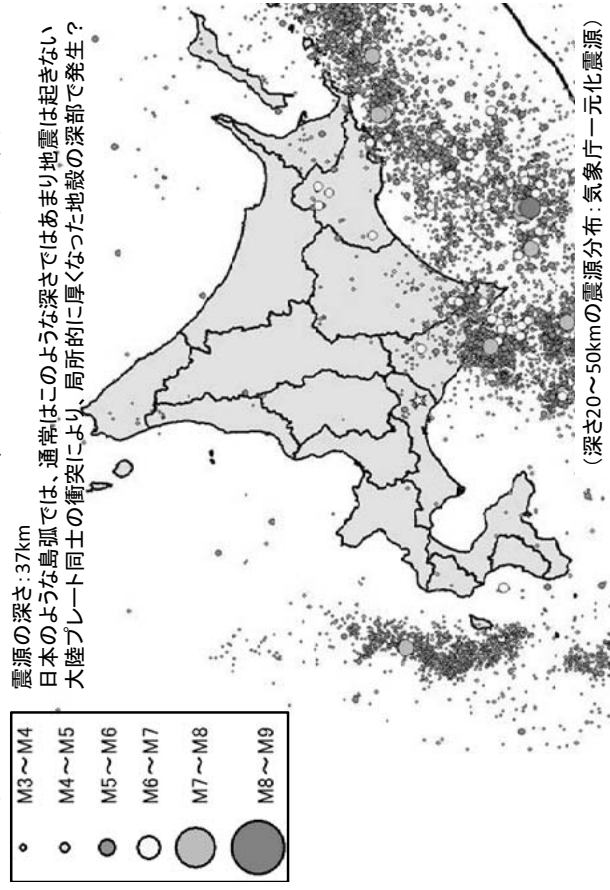 震源の深さ:37km
日本のような島弧では、通常はこのような深さではあまり地震は起きない
大陸プレート同士の衝突により、局所的に厚くなった地殻の深部で発生?
M3~M4
M4~M5
M5~M6
M6~M7
M7~M8
M8~M9
(深さ20~50kmの震源分布:気象庁一元化震源)